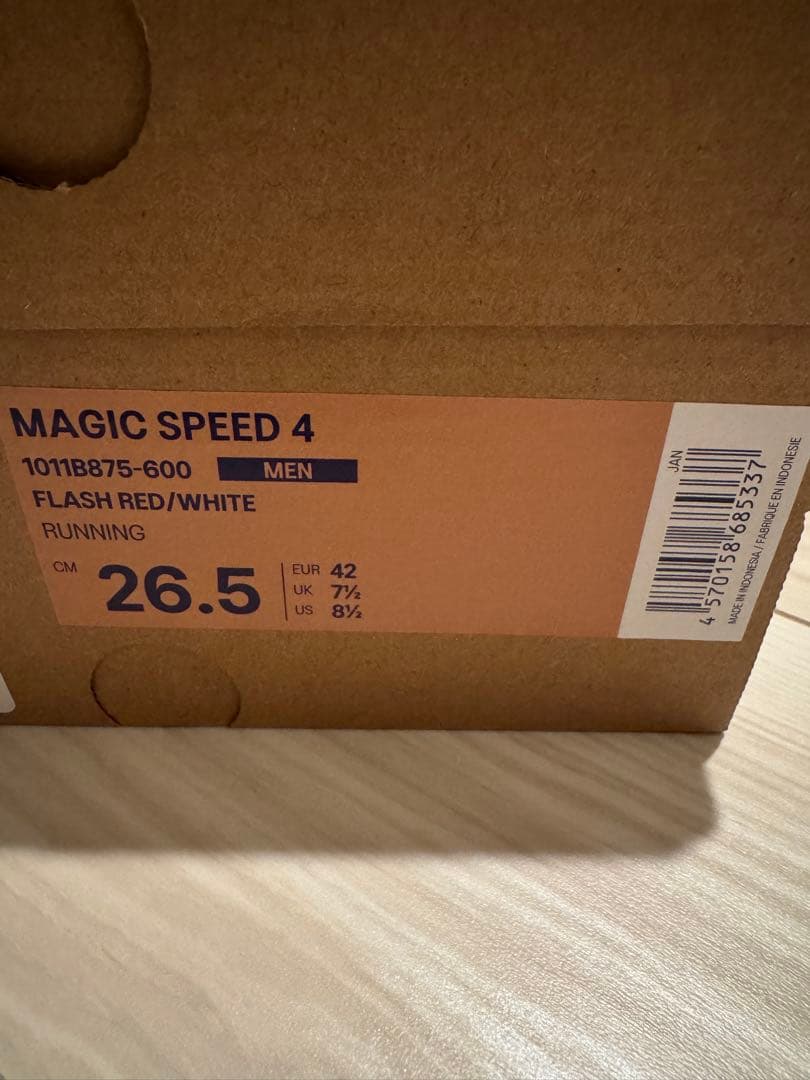 MAGIC SPEED 4
1011B875-600 MEN
FLASH RED/WHITE
RUNNING
CM 26.5
EUR 42
UK 7½
US 8½
JAN
4 570158 685337
MADE IN INDONESIA / FABRIQUE EN INDONESIE